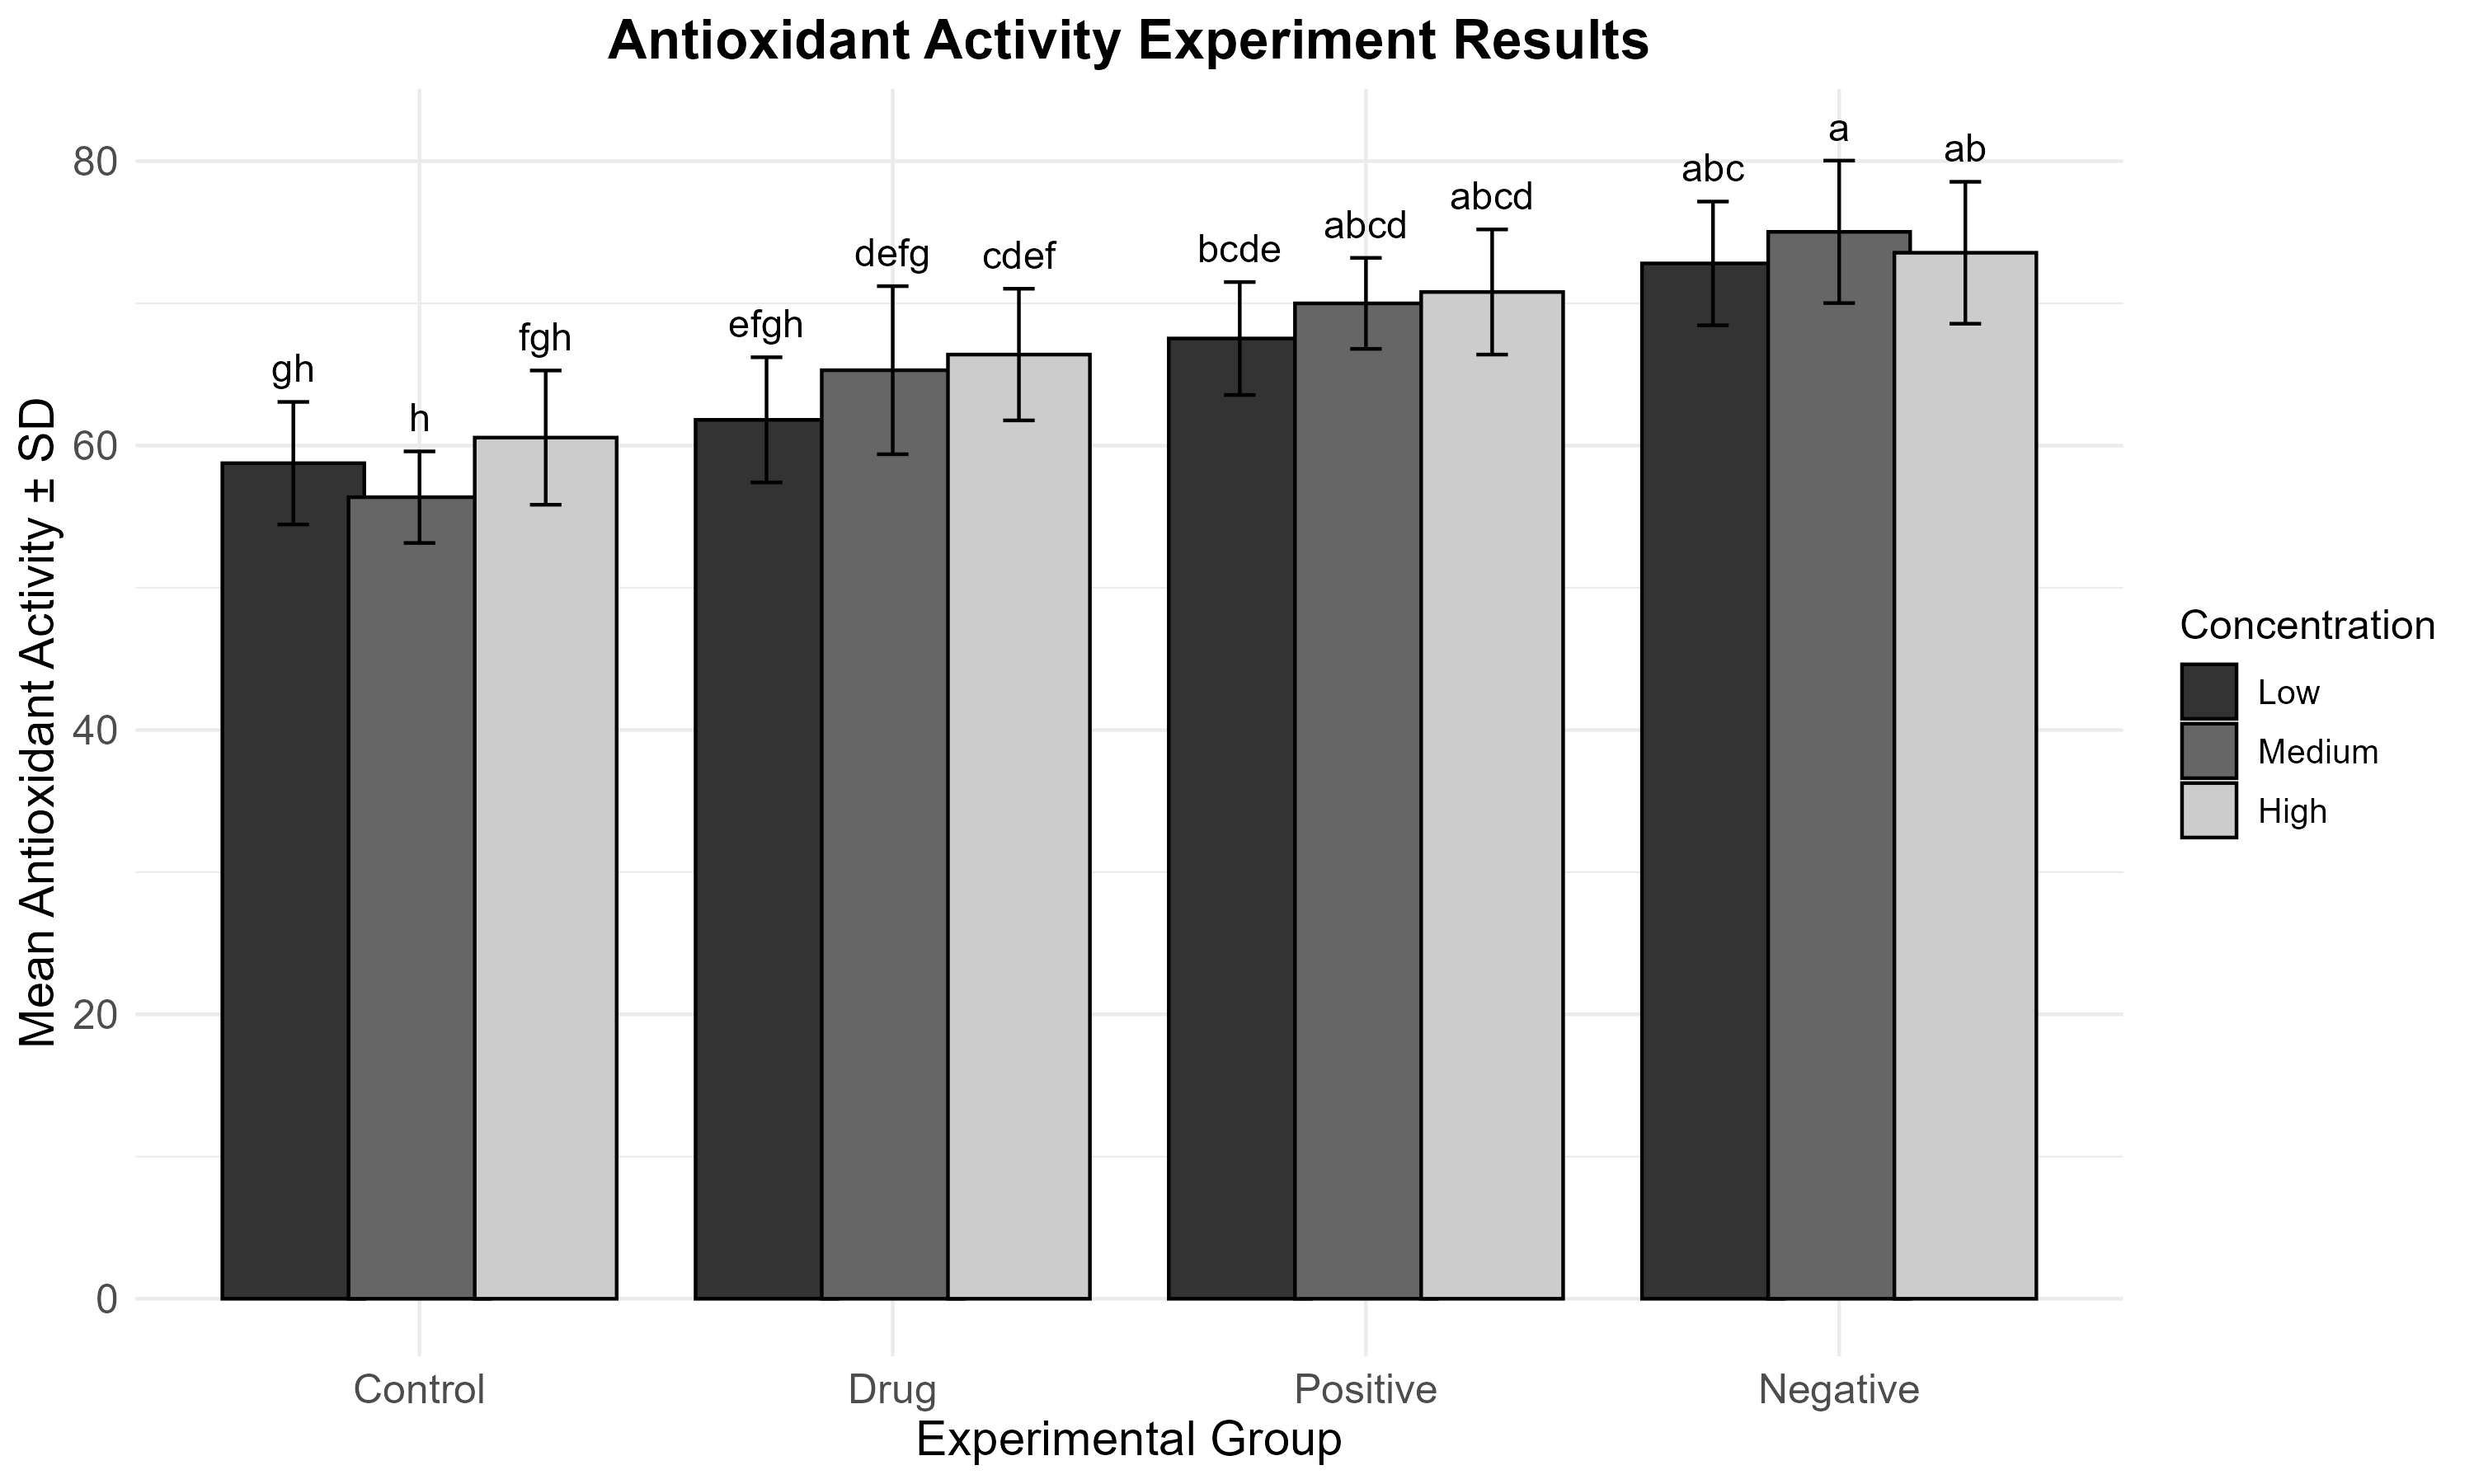 Antioxidant Activity Experiment Results
Mean Antioxidant Activity ± SD
80
60
40
20
0
gh
h
fgh
efgh
defg
cdef
bcde
abcd
abcd
abc
a
ab
Control
Drug
Positive
Negative
Experimental Group
Concentration
Low
Medium
High